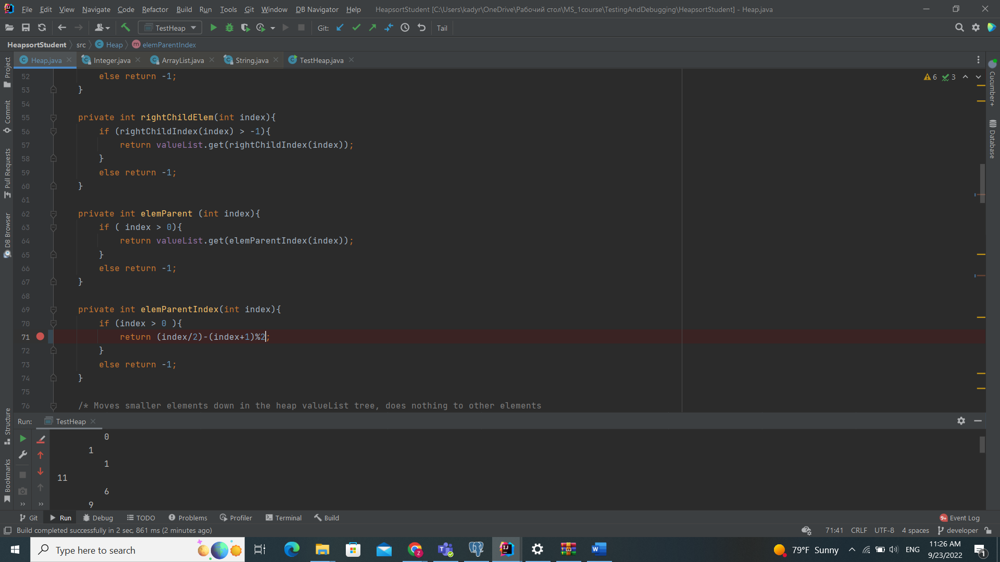 File Edit View Navigate Code Refactor Build Run Tools Git Window DB Navigator Help HeapsortStudent [C:\Users\kadyr\OneDrive\Рабочий стол\MS_1course\TestingAndDebugging\HeapsortStudent] - Heap.java
TestHeap Git: Tail
HeapsortStudent src Heap elemParentIndex
Heap.java Integer.java ArrayList.java String.java TestHeap.java
Project
Commit
Pull Requests
DB Browser
Structure
Bookmarks
Cucumber+
Database
6 3
52 else return -1;
53 }
54
55 private int rightChildElem(int index){
56 if (rightChildIndex(index) > -1){
57 return valueList.get(rightChildIndex(index));
58 }
59 else return -1;
60 }
61
62 private int elemParent (int index){
63 if ( index > 0){
64 return valueList.get(elemParentIndex(index));
65 }
66 else return -1;
67 }
68
69 private int elemParentIndex(int index){
70 if (index > 0 ){
71 return (index/2)-(index+1)%2;
72 }
73 else return -1;
74 }
75
76 /* Moves smaller elements down in the heap valueList tree, does nothing to other elements
Run: TestHeap
0
1
1
11
6
9
Git Run Debug TODO Problems Profiler Terminal Build 9+ Event Log
Build completed successfully in 2 sec, 861 ms (2 minutes ago) 71:41 CRLF UTF-8 4 spaces developer
Type here to search 79°F Sunny ENG 11:26 AM
9/23/2022 1